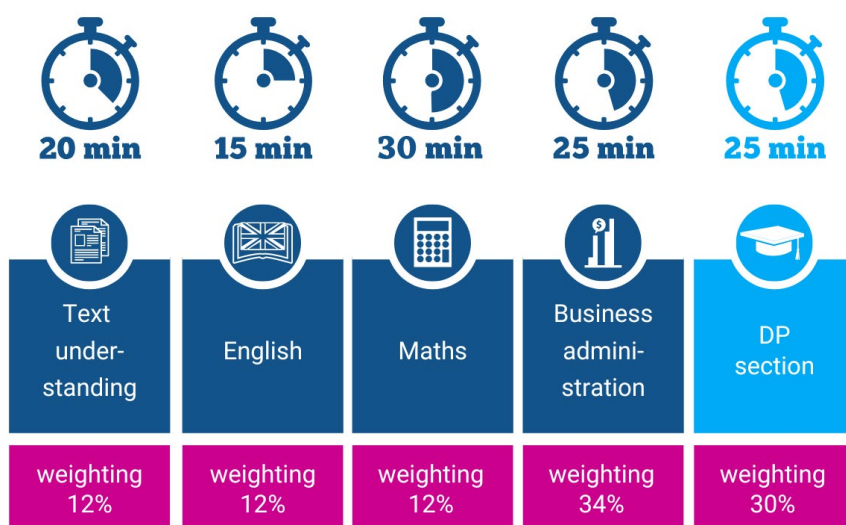 20 min
15 min
30 min
25 min
25 min
Text
under-
standing
English
Maths
Business
admini-
stration
DP
section
weighting
12%
weighting
12%
weighting
12%
weighting
34%
weighting
30%